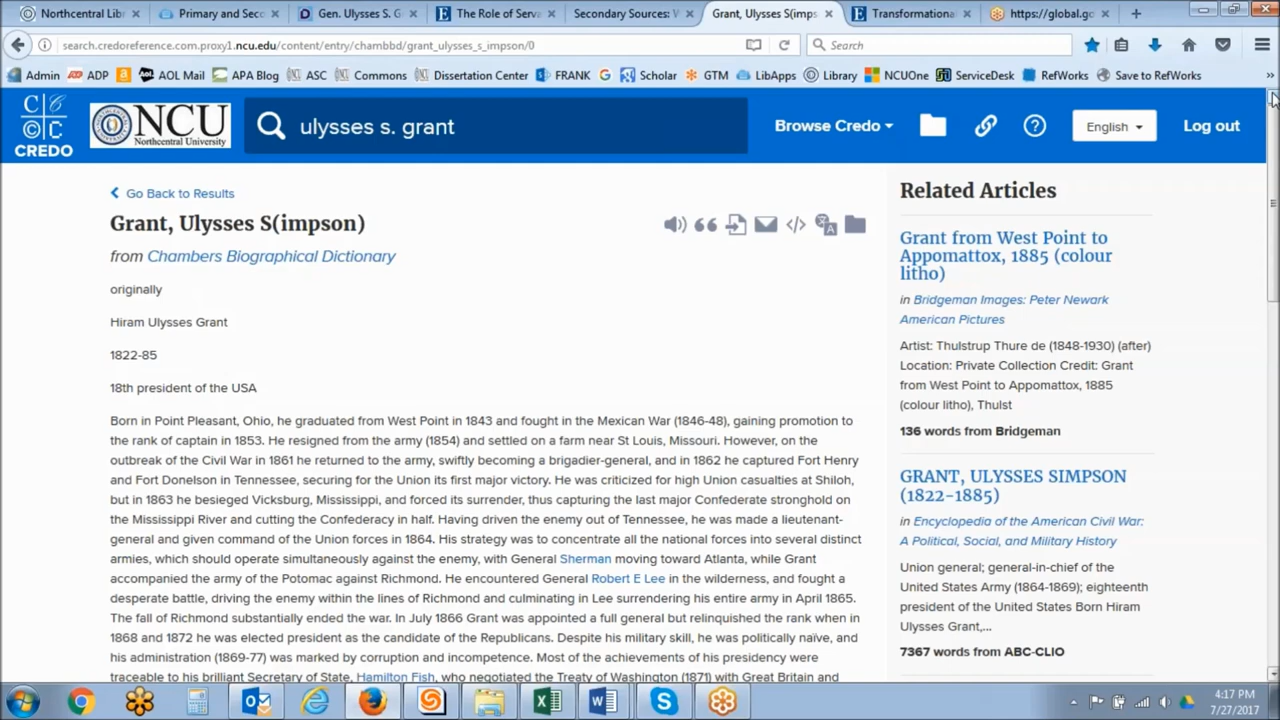 Northcentral Libr
Primary and Seco
Gen. Ulysses S. G
The Role of Serva
Secondary Sources: W
Grant, Ulysses S(imps
Transformational
https://global.go
search.credoreference.com.proxy1.ncu.edu/content/entry/chambbd/grant_ulysses_s_impson/0
Search
Admin ADP AOL Mail APA Blog ASC Commons Dissertation Center FRANK Scholar GTM LibApps Library NCUOne ServiceDesk RefWorks Save to RefWorks
CREDO
NCU
Northcentral University
ulysses s. grant
Browse Credo
English
Log out
Go Back to Results
Grant, Ulysses S(impson)
from Chambers Biographical Dictionary
originally
Hiram Ulysses Grant
1822-85
18th president of the USA
Born in Point Pleasant, Ohio, he graduated from West Point in 1843 and fought in the Mexican War (1846-48), gaining promotion to
the rank of captain in 1853. He resigned from the army (1854) and settled on a farm near St Louis, Missouri. However, on the
outbreak of the Civil War in 1861 he returned to the army, swiftly becoming a brigadier-general, and in 1862 he captured Fort Henry
and Fort Donelson in Tennessee, securing for the Union its first major victory. He was criticized for high Union casualties at Shiloh,
but in 1863 he besieged Vicksburg, Mississippi, and forced its surrender, thus capturing the last major Confederate stronghold on
the Mississippi River and cutting the Confederacy in half. Having driven the enemy out of Tennessee, he was made a lieutenant-
general and given command of the Union forces in 1864. His strategy was to concentrate all the national forces into several distinct
armies, which should operate simultaneously against the enemy, with General Sherman moving toward Atlanta, while Grant
accompanied the army of the Potomac against Richmond. He encountered General Robert E Lee in the wilderness, and fought a
desperate battle, driving the enemy within the lines of Richmond and culminating in Lee surrendering his entire army in April 1865.
The fall of Richmond substantially ended the war. In July 1866 Grant was appointed a full general but relinquished the rank when in
1868 and 1872 he was elected president as the candidate of the Republicans. Despite his military skill, he was politically naïve, and
his administration (1869-77) was marked by corruption and incompetence. Most of the achievements of his presidency were
traceable to his brilliant Secretary of State, Hamilton Fish, who negotiated the Treaty of Washington (1871) with Great Britain and
Related Articles
Grant from West Point to
Appomattox, 1885 (colour
litho)
in Bridgeman Images: Peter Newark
American Pictures
Artist: Thulstrup Thure de (1848-1930) (after)
Location: Private Collection Credit: Grant
from West Point to Appomattox, 1885
(colour litho), Thulst
136 words from Bridgeman
GRANT, ULYSSES SIMPSON
(1822-1885)
in Encyclopedia of the American Civil War:
A Political, Social, and Military History
Union general; general-in-chief of the
United States Army (1864-1869); eighteenth
president of the United States Born Hiram
Ulysses Grant,...
7367 words from ABC-CLIO
4:17 PM
7/27/2017